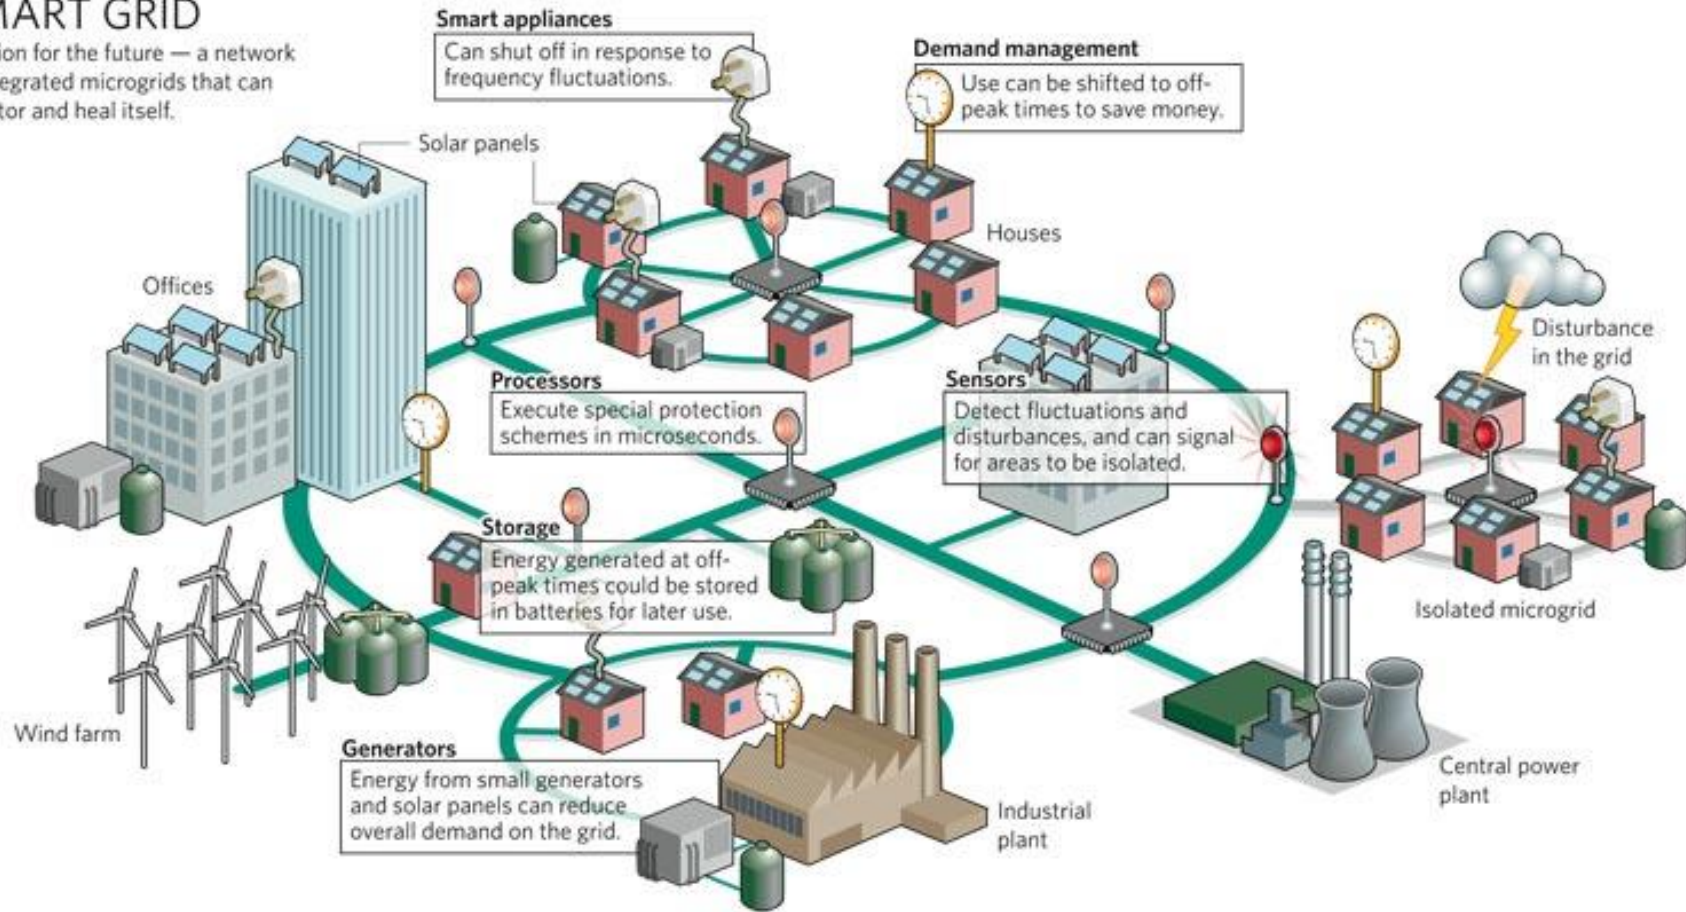 MART GRID
ion for the future — a network
egrated microgrids that can
tor and heal itself.
Smart appliances
Can shut off in response to
frequency fluctuations.
Demand management
Use can be shifted to off-
peak times to save money.
Solar panels
Houses
Offices
Disturbance
in the grid
Processors
Execute special protection
schemes in microseconds.
Sensors
Detect fluctuations and
disturbances, and can signal
for areas to be isolated.
Storage
Energy generated at off-
peak times could be stored
in batteries for later use.
Isolated microgrid
Wind farm
Generators
Energy from small generators
and solar panels can reduce
overall demand on the grid.
Industrial
plant
Central power
plant